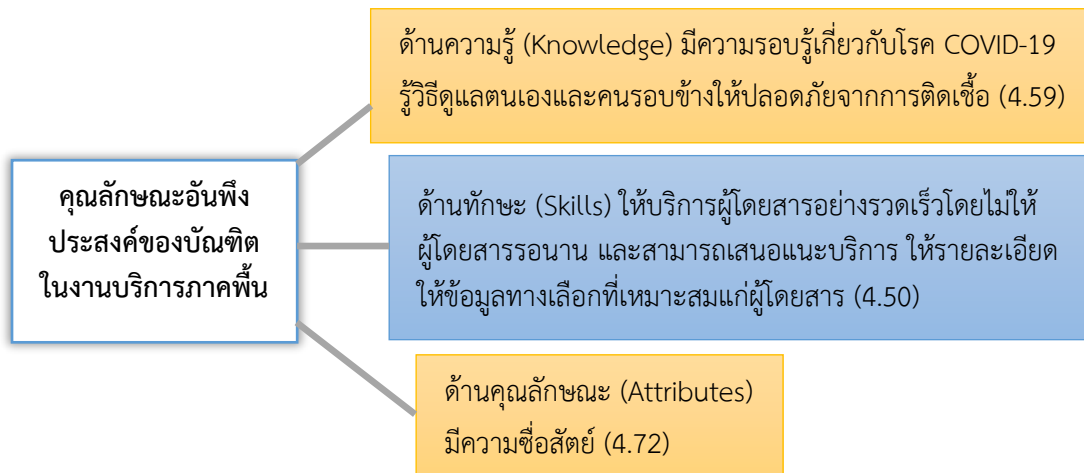 ด้านความรู้ (Knowledge) มีความรอบรู้เกี่ยวกับโรค COVID-19
รู้วิธีดูแลตนเองและคนรอบข้างให้ปลอดภัยจากการติดเชื้อ (4.59)
คุณลักษณะอันพึง
ประสงค์ของบัณฑิต
ในงานบริการภาคพื้น
ด้านทักษะ (Skills) ให้บริการผู้โดยสารอย่างรวดเร็วโดยไม่ให้
ผู้โดยสารรอนาน และสามารถเสนอแนะบริการ ให้รายละเอียด
ให้ข้อมูลทางเลือกที่เหมาะสมแก่ผู้โดยสาร (4.50)
ด้านคุณลักษณะ (Attributes)
มีความซื่อสัตย์ (4.72)